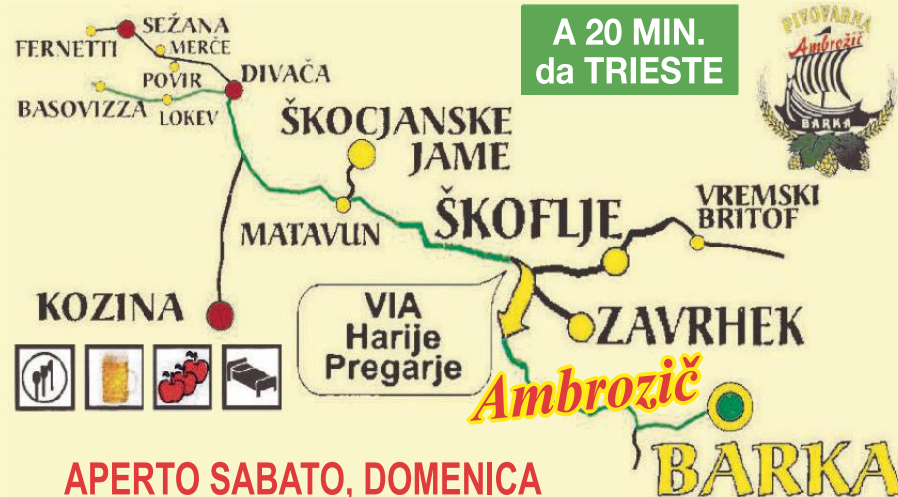 SEŽANA
FERNETTI
MERČE
POVIR
DIVAČA
BASOVIZZA
LOKEV
A 20 MIN.
da TRIESTE
PIVOVARNA
Ambrožič
BARKA
ŠKOCJANSKE
JAME
MATAVUN
ŠKOFLJE
VREMSKI
BRITOF
KOZINA
VIA
Harije
Pregarje
ZAVRHEK
Ambrozič
BARKA
APERTO SABATO, DOMENICA